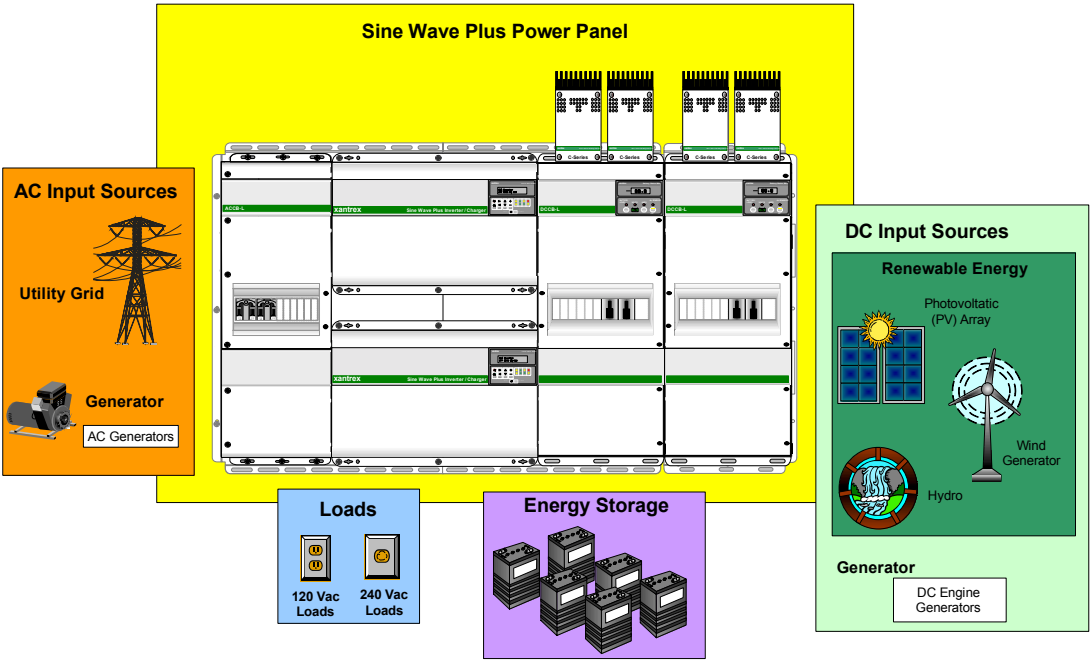 Sine Wave Plus Power Panel
C-Series
C-Series
C-Series
C-Series
ACCB-L
xantrex
Sine Wave Plus Inverter / Charger
DCCB-L
DCCB-L
xantrex
Sine Wave Plus Inverter / Charger
AC Input Sources
Utility Grid
Generator
AC Generators
Loads
120 Vac
Loads
240 Vac
Loads
Energy Storage
DC Input Sources
Renewable Energy
Photovoltatic
(PV) Array
Wind
Generator
Hydro
Generator
DC Engine
Generators